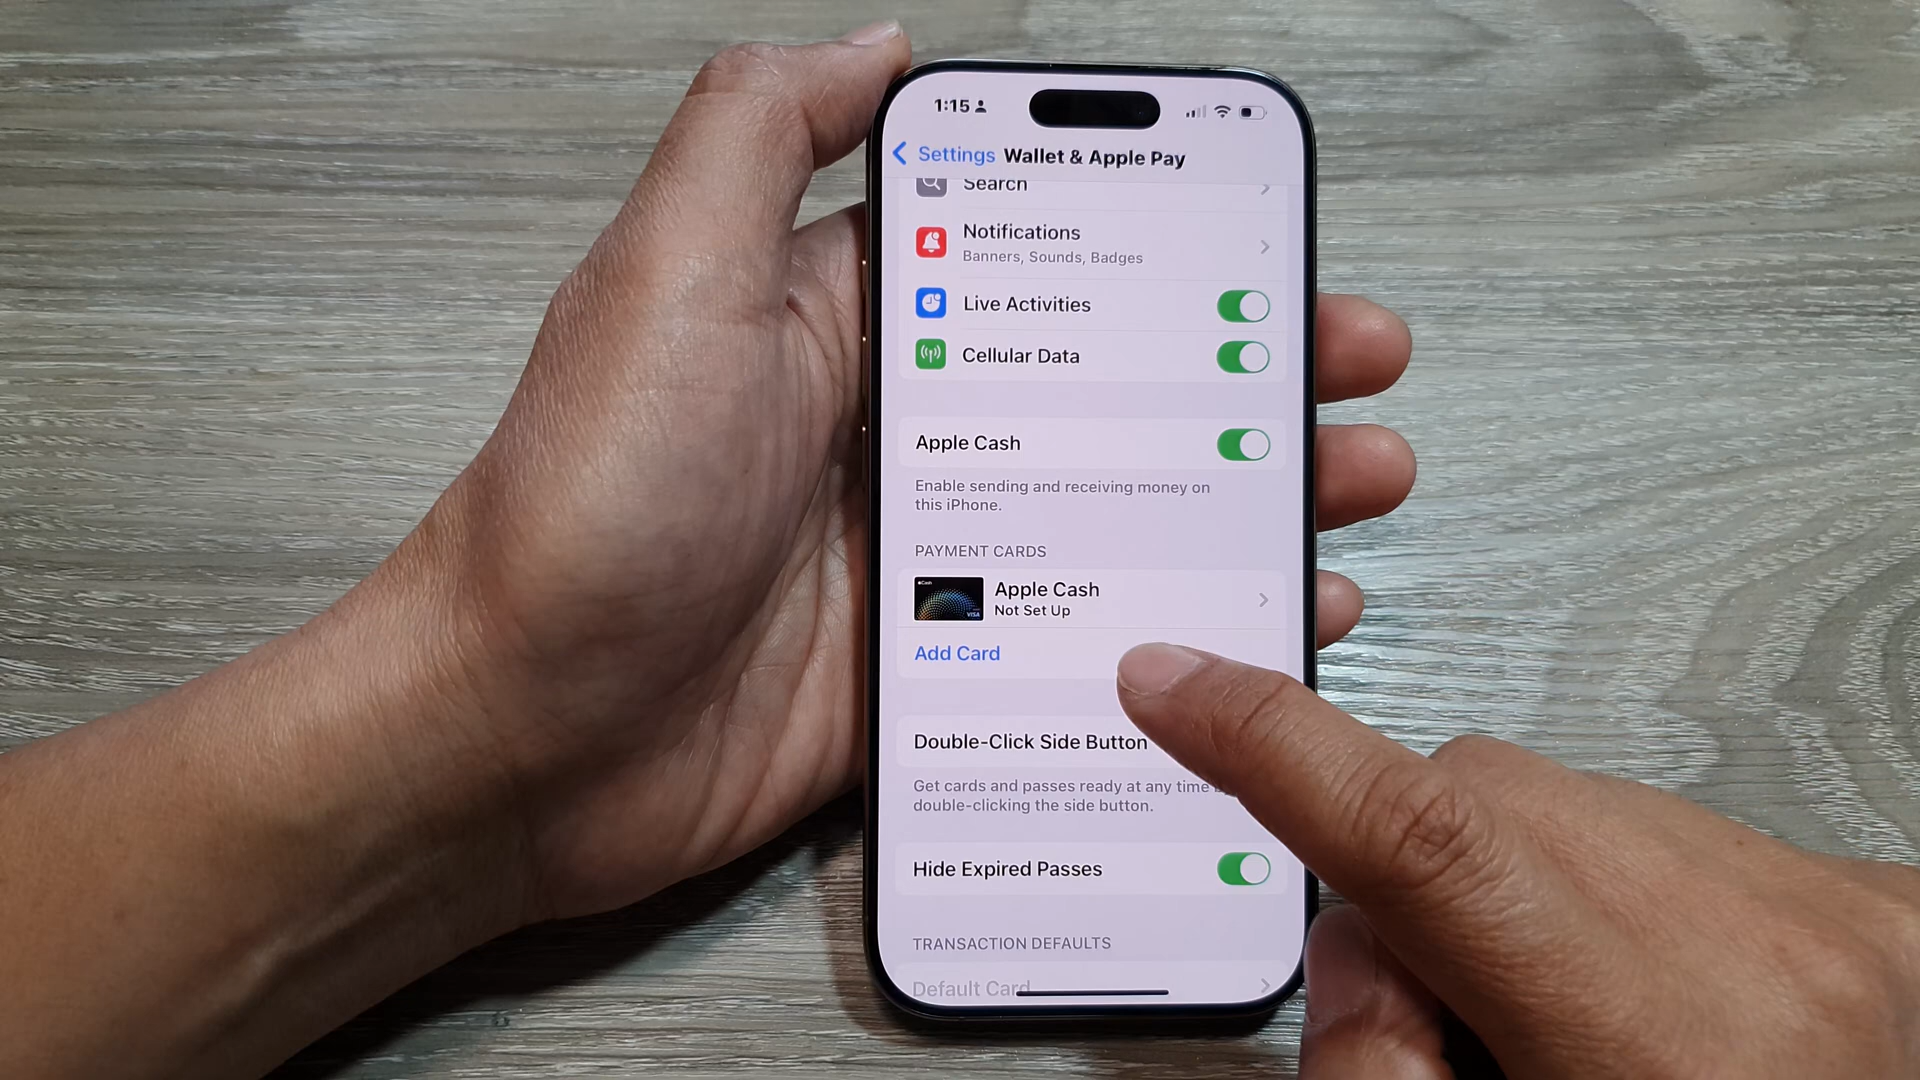 1:15
Settings Wallet & Apple Pay
Search
Notifications
Banners, Sounds, Badges
Live Activities
Cellular Data
Apple Cash
Enable sending and receiving money on
this iPhone.
PAYMENT CARDS
Cash
VISA
Apple Cash
Not Set Up
Add Card
Double-Click Side Button
Get cards and passes ready at any time
double-clicking the side button.
Hide Expired Passes
TRANSACTION DEFAULTS
Default Card